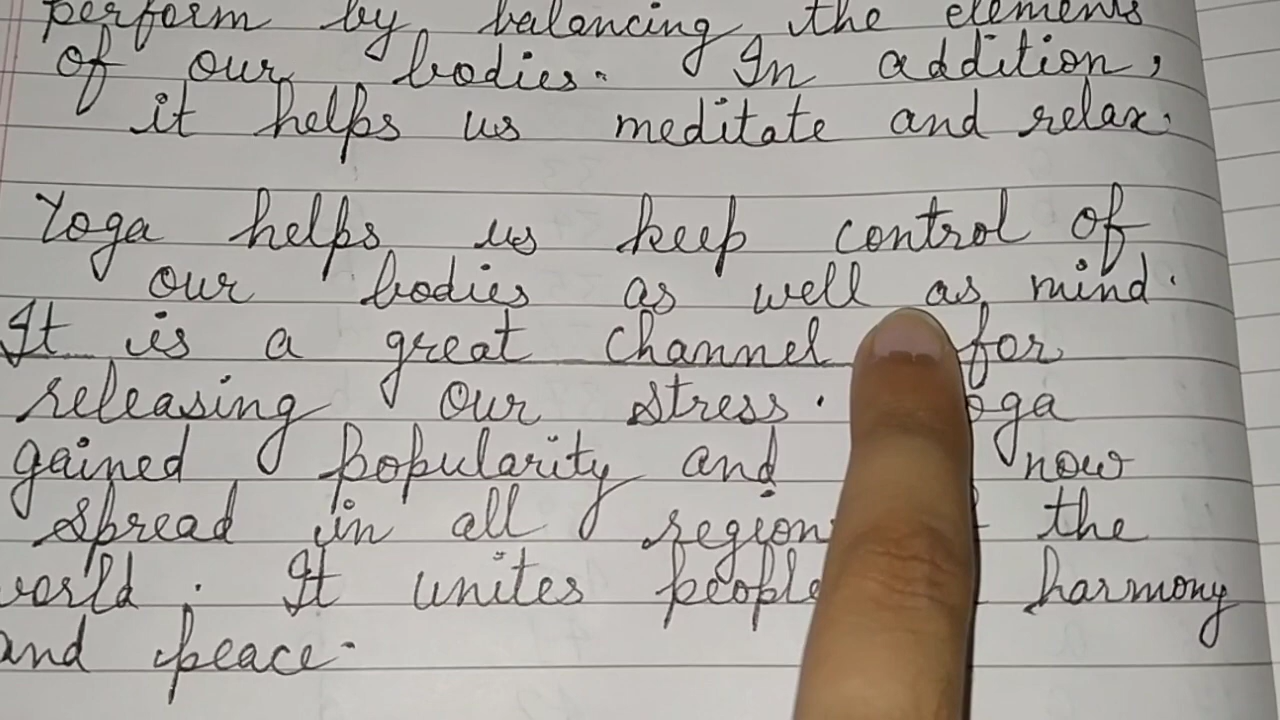 perform by balancing the elements
of our bodies. In addition,
it helps us meditate and relax.
Yoga helps us keep control of
our bodies as well as mind.
It is a great channel for
releasing our stress.
gained popularity and now
spread in all the
world. It unites people harmony
and peace.